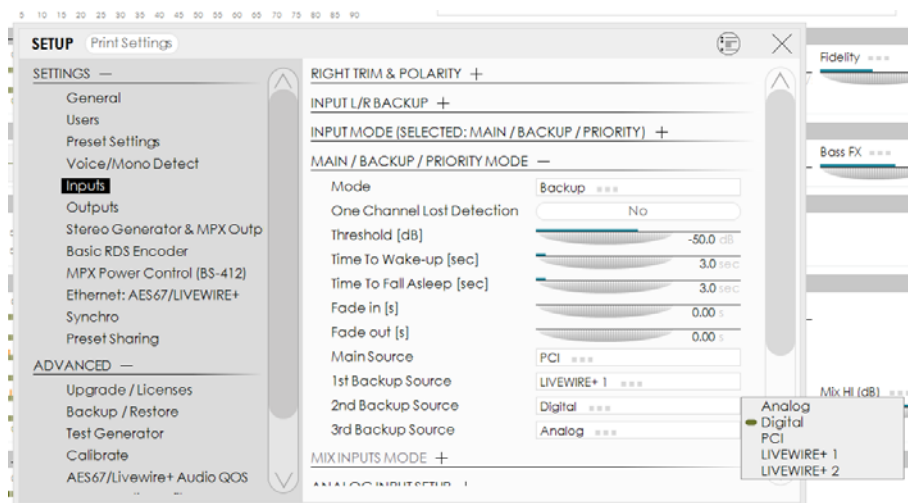 5 10 15 20 25 30 35 40 45 50 55 60 65 70 75 80 85 90
SETUP Print Settings
SETTINGS —
General
Users
Preset Settings
Voice/Mono Detect
Inputs
Outputs
Stereo Generator & MPX Outp
Basic RDS Encoder
MPX Power Control (BS-412)
Ethernet: AES67/LIVEWIRE+
Synchro
Preset Sharing
ADVANCED —
Upgrade / Licenses
Backup / Restore
Test Generator
Calibrate
AES67/Livewire+ Audio QOS
RIGHT TRIM & POLARITY +
INPUT L/R BACKUP +
INPUT MODE (SELECTED: MAIN / BACKUP / PRIORITY) +
MAIN / BACKUP / PRIORITY MODE —
Mode Backup
One Channel Lost Detection No
Threshold [dB] -50.0 dB
Time To Wake-up [sec] 3.0 sec
Time To Fall Asleep [sec] 3.0 sec
Fade in [s] 0.00 s
Fade out [s] 0.00 s
Main Source PCI
1st Backup Source LIVEWIRE+ 1
2nd Backup Source Digital
3rd Backup Source Analog
MIX INPUTS MODE +
ANALOG INPUT SETUP
Fidelity
Bass FX
Mix HI (dB)
Analog
Digital
PCI
LIVEWIRE+ 1
LIVEWIRE+ 2